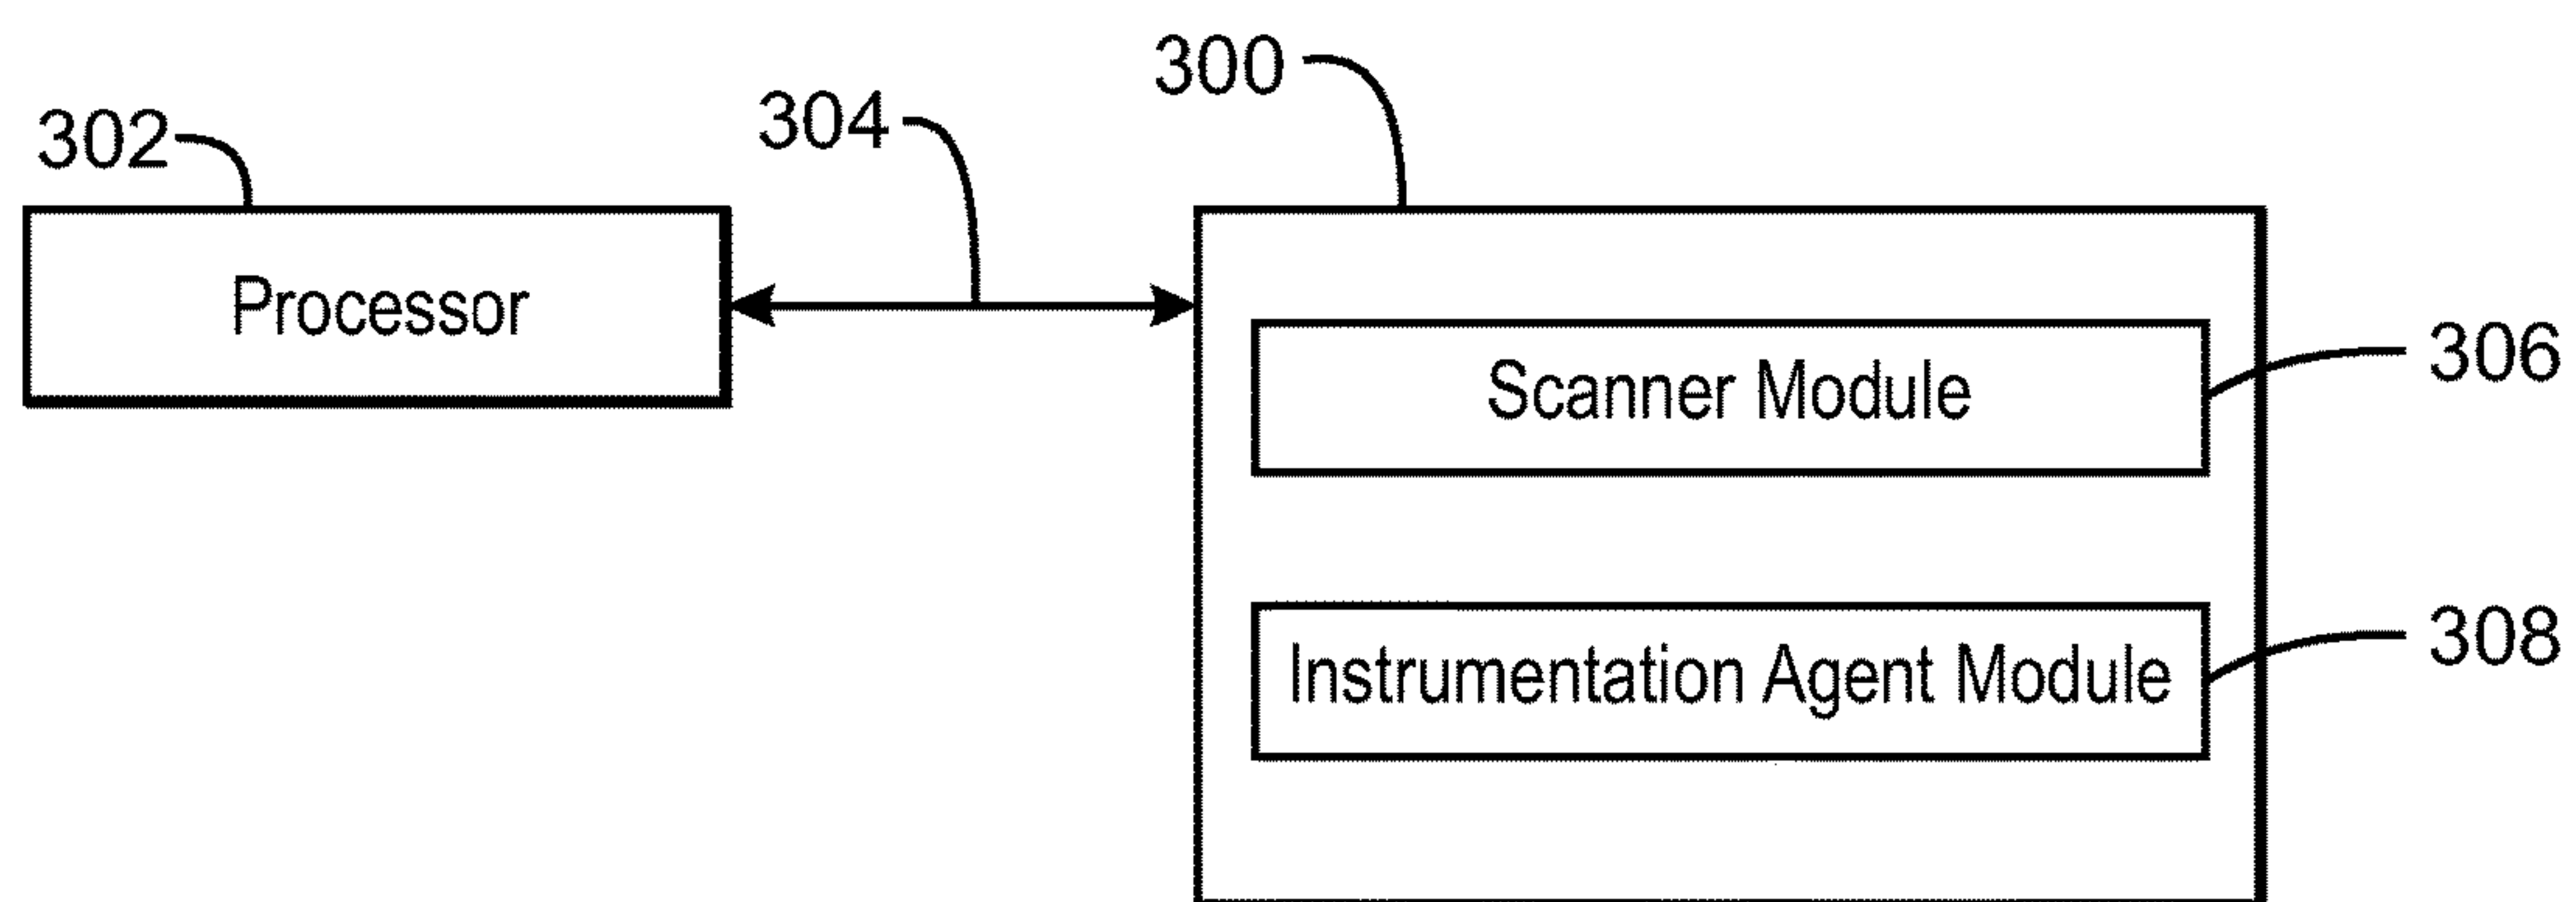 300
304
302
Processor
Scanner Module
306
Instrumentation Agent Module
308